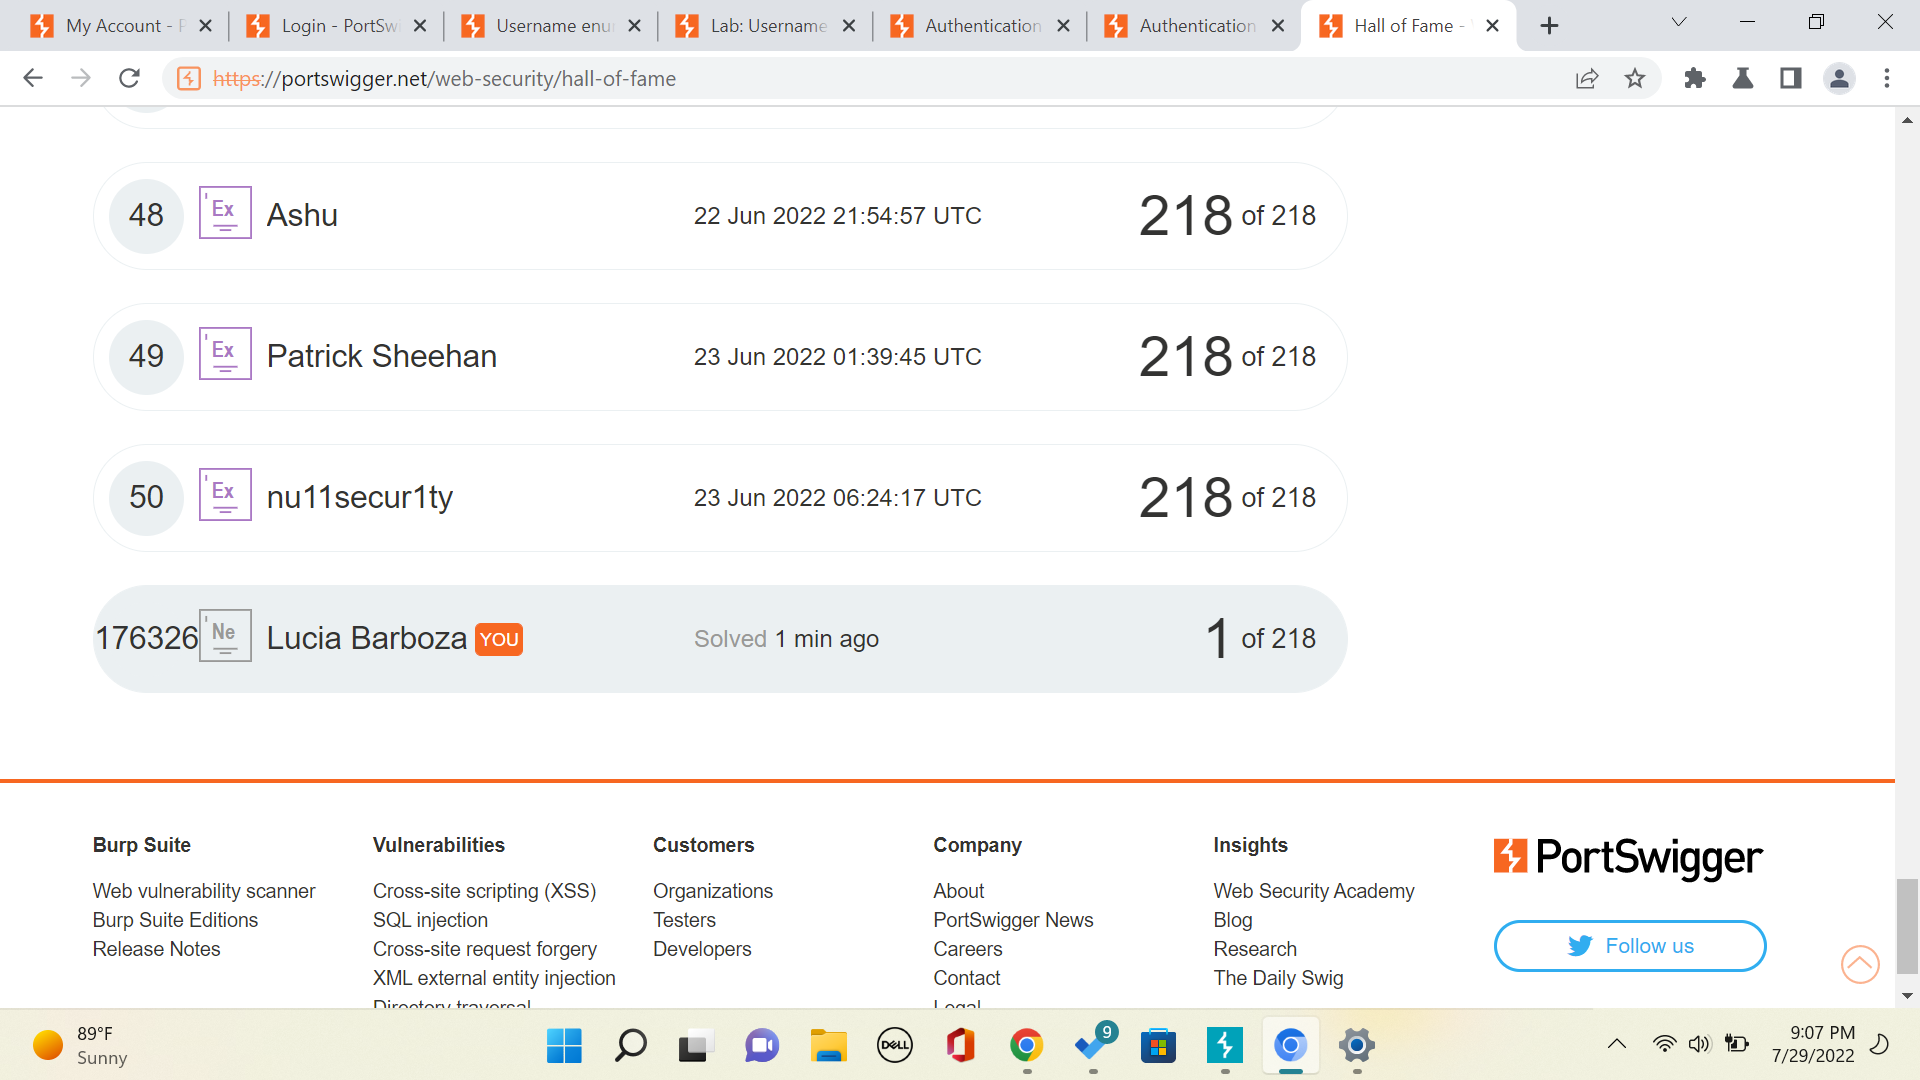 My Account - P
Login - PortSwi
Username enu
Lab: Username
Authentication
Authentication
Hall of Fame -
https://portswigger.net/web-security/hall-of-fame
48 'Ex Ashu 22 Jun 2022 21:54:57 UTC 218 of 218
49 'Ex Patrick Sheehan 23 Jun 2022 01:39:45 UTC 218 of 218
50 'Ex nu11secur1ty 23 Jun 2022 06:24:17 UTC 218 of 218
176326 'Ne Lucia Barboza YOU Solved 1 min ago 1 of 218
Burp Suite
Web vulnerability scanner
Burp Suite Editions
Release Notes
Vulnerabilities
Cross-site scripting (XSS)
SQL injection
Cross-site request forgery
XML external entity injection
Directory traversal
Customers
Organizations
Testers
Developers
Company
About
PortSwigger News
Careers
Contact
Legal
Insights
Web Security Academy
Blog
Research
The Daily Swig
PortSwigger
Follow us
89°F
Sunny
DELL
9
9:07 PM
7/29/2022